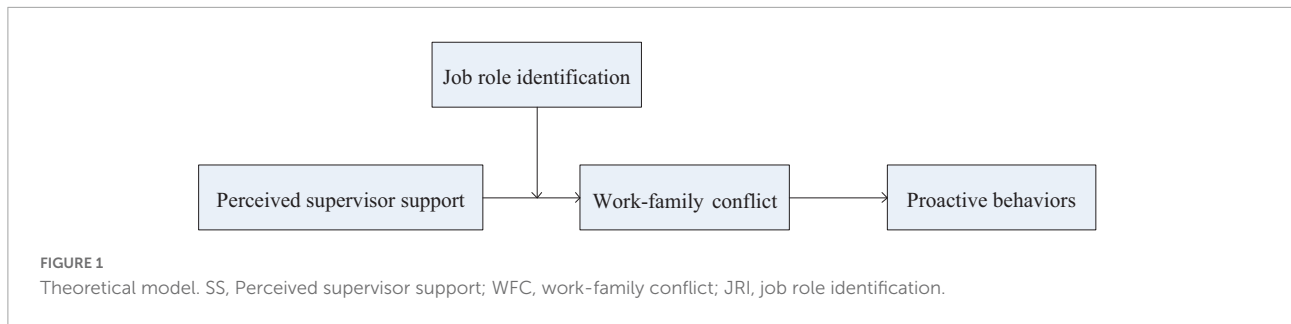 Job role identification
Perceived supervisor support
Work-family conflict
Proactive behaviors
FIGURE 1
Theoretical model. SS, Perceived supervisor support; WFC, work-family conflict; JRI, job role identification.